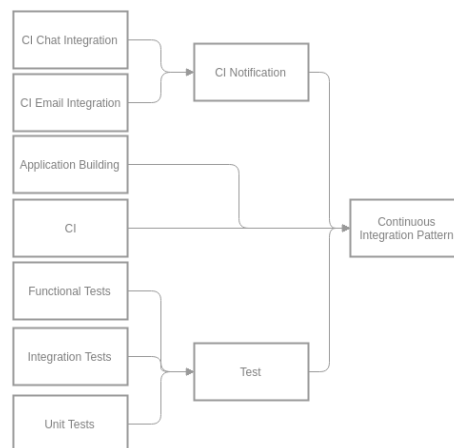 CI Chat Integration
CI Notification
CI Email Integration
Application Building
CI
Continuous
Integration Pattern
Functional Tests
Integration Tests
Test
Unit Tests